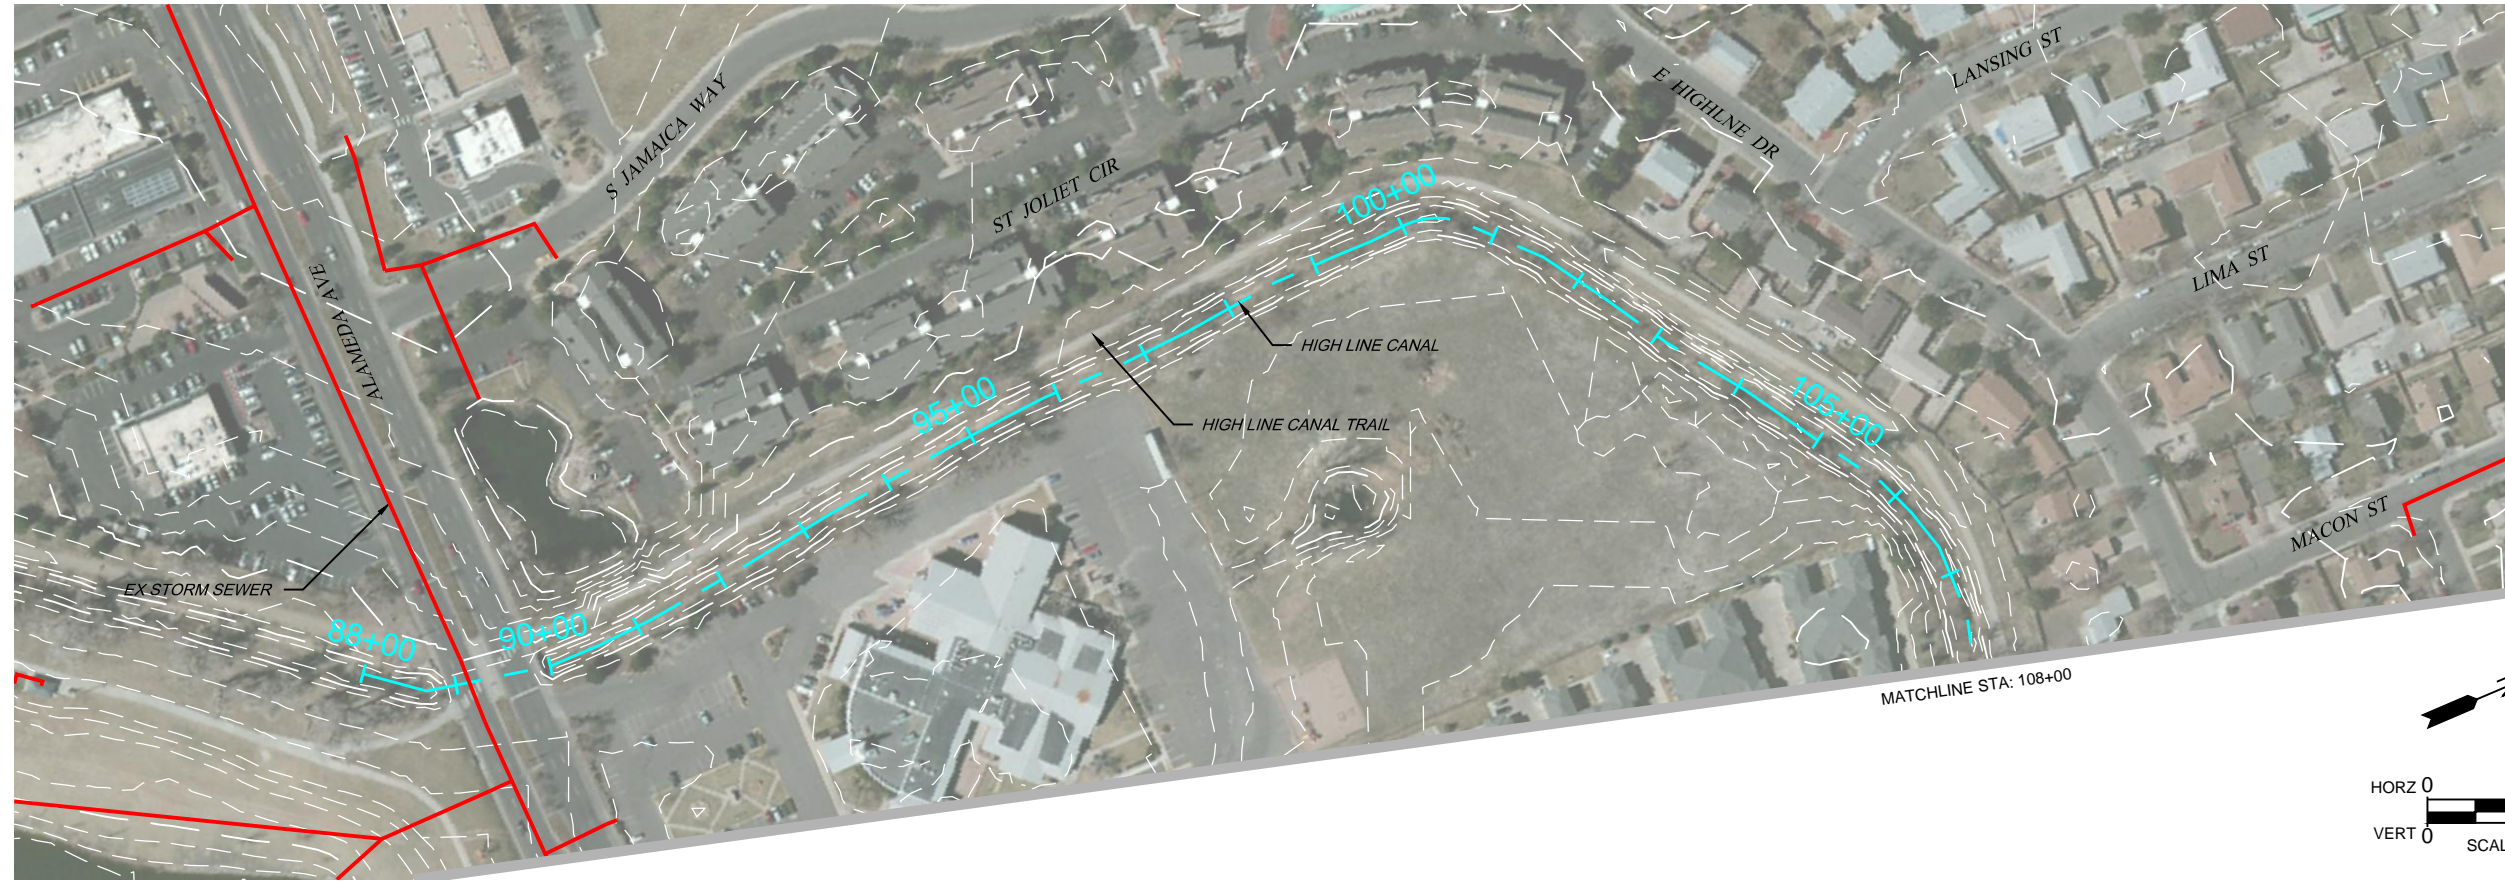 LANSING ST
E HIGHLNE DR
S JAMAICA WAY
ST JOLIET CIR
100+00
LIMA ST
ALAMEDA AVE
HIGH LINE CANAL
95+00
105+00
HIGH LINE CANAL TRAIL
MACON ST
EX STORM SEWER
88+00
90+00
MATCHLINE STA: 108+00
HORZ 0
VERT 0
SCAL